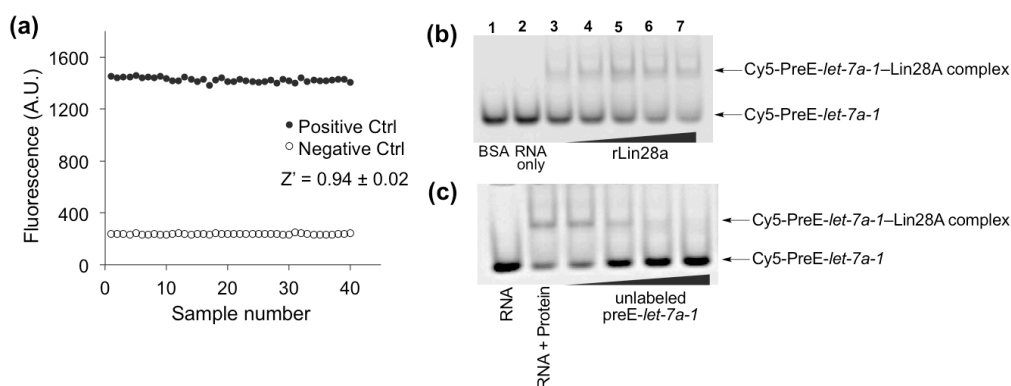 (a)
1600
1400
1000
800
400
0
Fluorescence (A.U.)
Positive Ctrl
Negative Ctrl
Z’ = 0.94 ± 0.02
0 10 20 30 40 50
Sample number
(b)
1 2 3 4 5 6 7
Cy5-PreE-let-7a-1–Lin28A complex
Cy5-PreE-let-7a-1
BSA RNA only
rLin28a
(c)
Cy5-PreE-let-7a-1–Lin28A complex
Cy5-PreE-let-7a-1
RNA
RNA + Protein
unlabeled
preE-let-7a-1